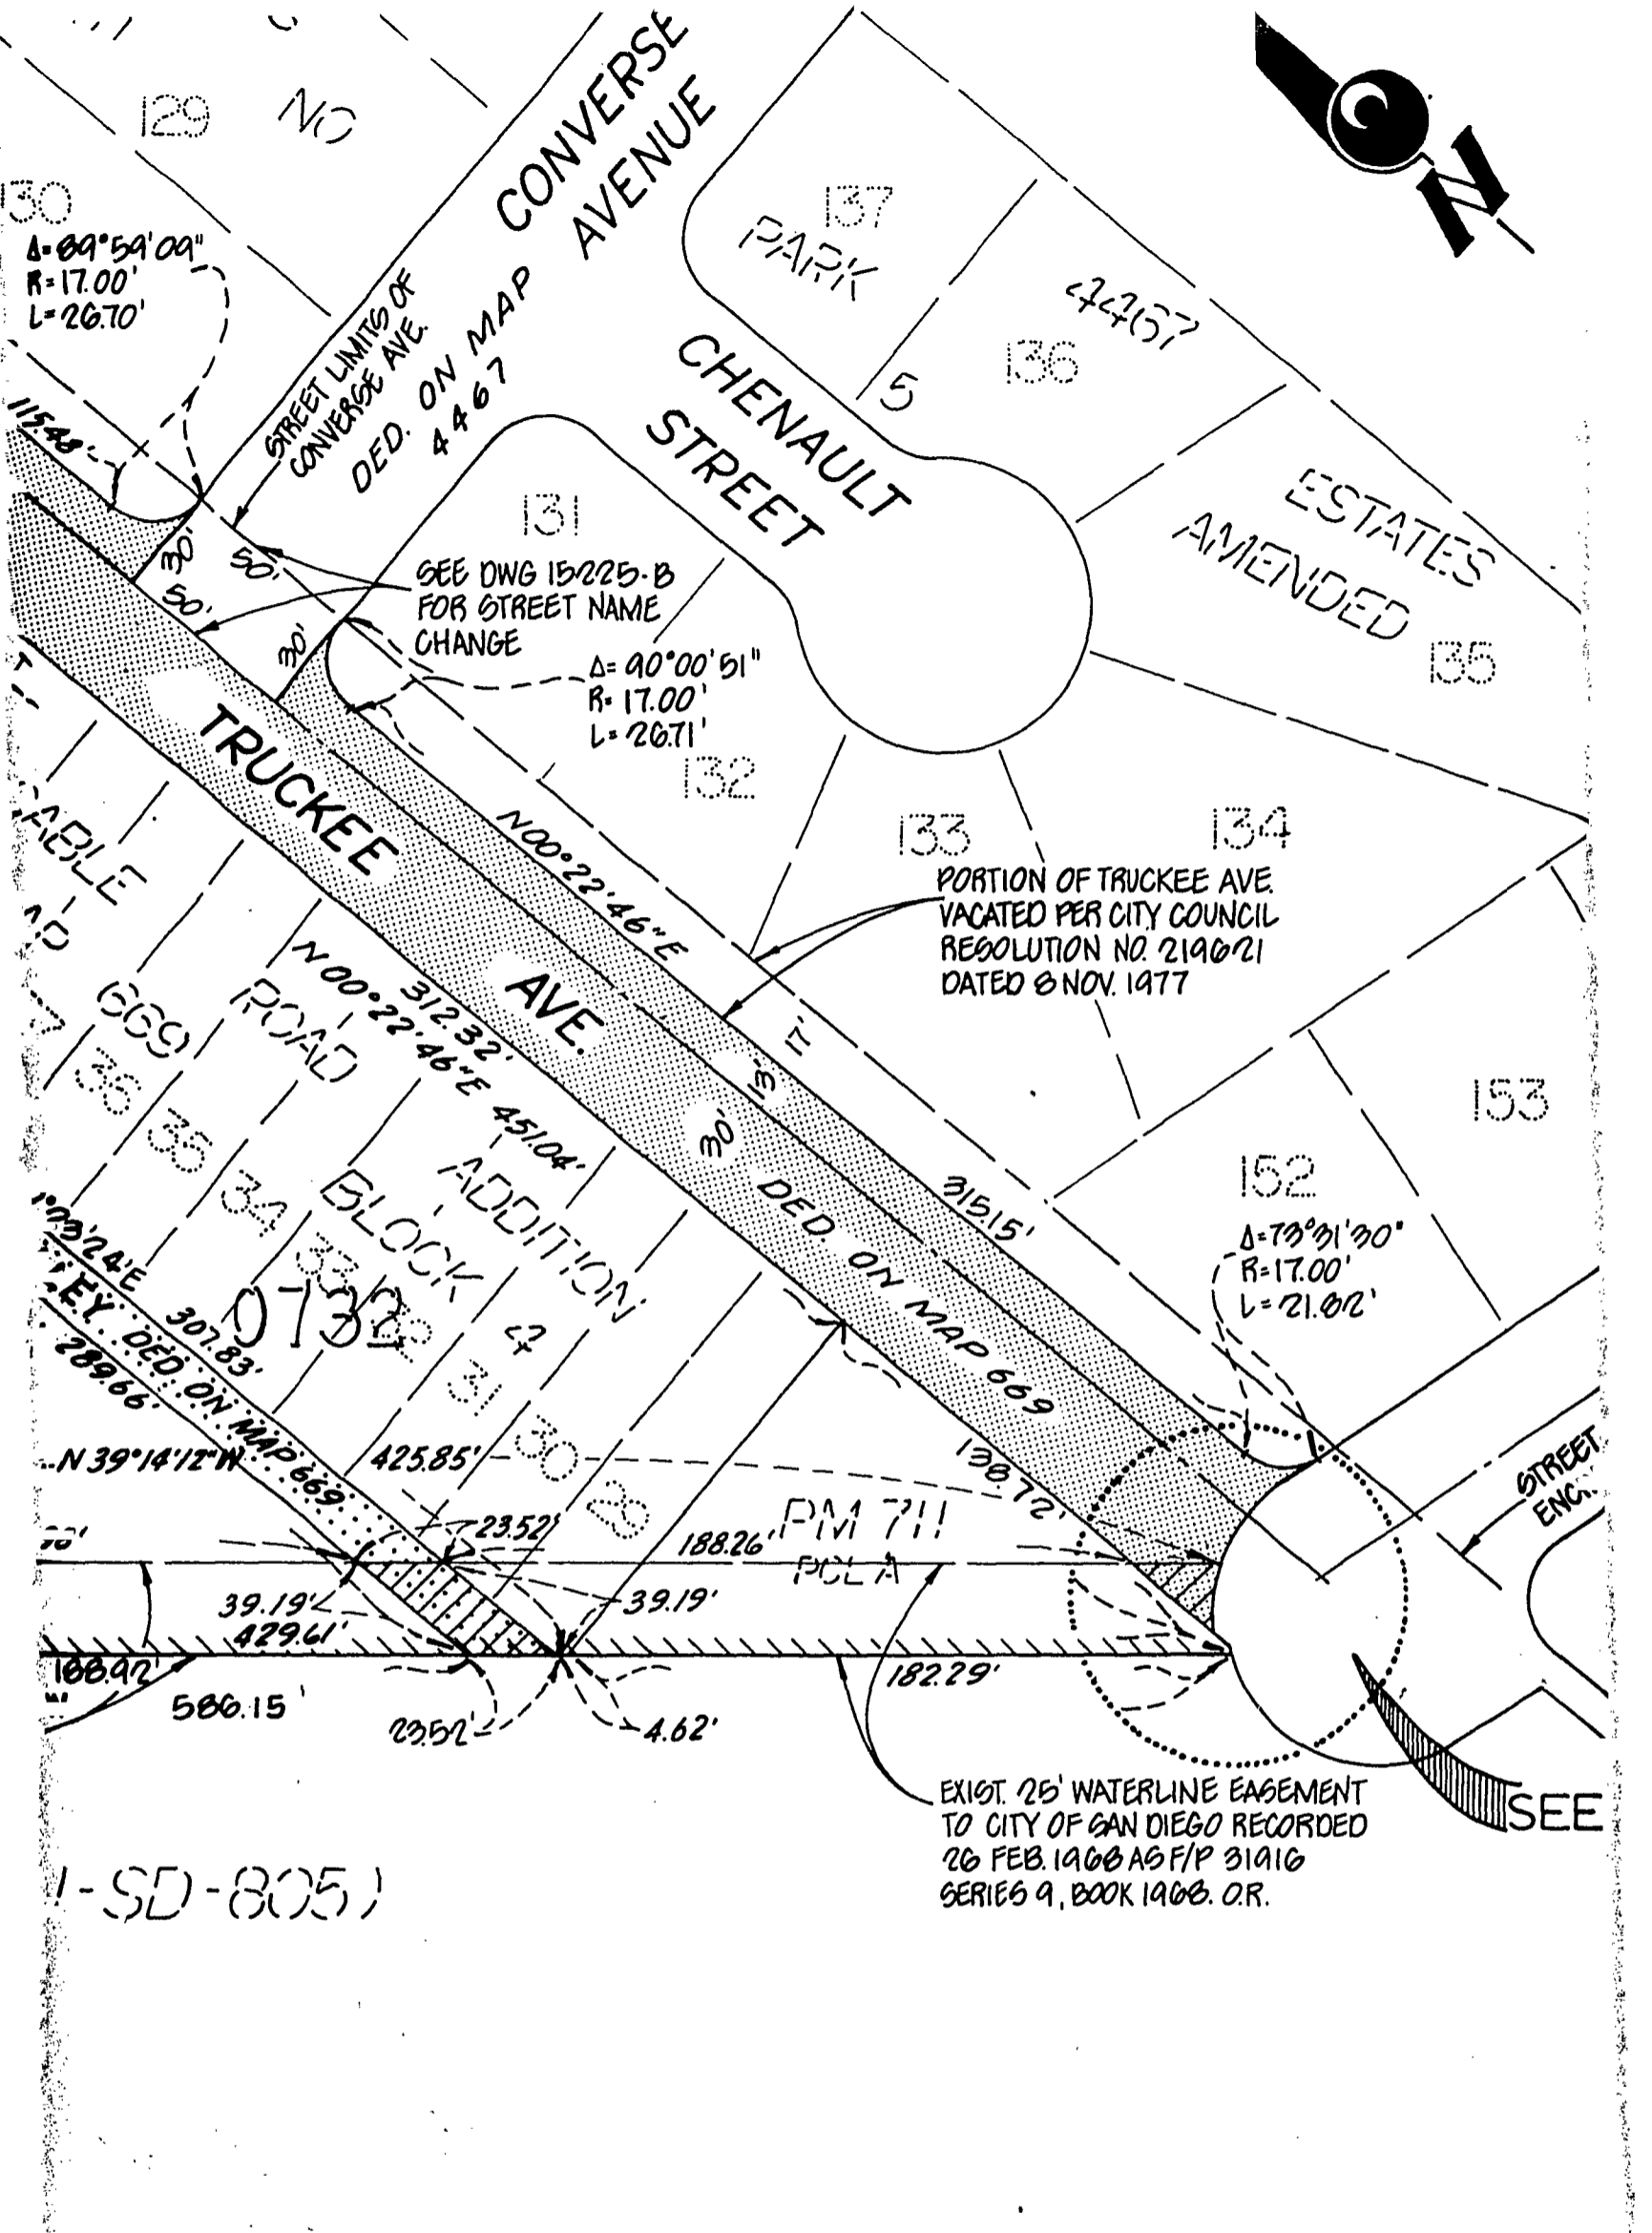 129 NO
CONVERSE
AVENUE
N
130
Δ=89°59'09"
R=17.00'
L=26.70'
137
PARK
4467
136
5
STREET LIMITS OF
CONVERSE AVE.
DED. ON MAP
4467
CHENAULT
STREET
115.48'
131
ESTATES
AMENDED
135
30'
50'
50'
30'
SEE DWG 15225-B
FOR STREET NAME
CHANGE
Δ=90°00'51"
R=17.00'
L=26.71'
132
133
134
TRUCKEE
AVE.
N00°22'46"E
PORTION OF TRUCKEE AVE.
VACATED PER CITY COUNCIL
RESOLUTION NO. 219621
DATED 8 NOV. 1977
312.32'
N00°22'46"E 451.04'
669
ROAD
36 35 34 33 32 31 30
BLOCK 4
ADDITION
17'
13'
30'
DED ON MAP 669
315.15'
153
152
Δ=73°31'30"
R=17.00'
L=21.82'
0732
307.83'
DED ON MAP 669
289.66'
N 39°14'12"W
425.85'
138.72'
STREET
PM 711
PCL A
23.52'
188.26'
39.19'
39.19'
429.61'
188.92'
586.15'
23.52'
4.62'
182.29'
EXIST. 25' WATERLINE EASEMENT
TO CITY OF SAN DIEGO RECORDED
26 FEB. 1968 AS F/P 31916
SERIES 9, BOOK 1968. O.R.
SEE
-SD-805)